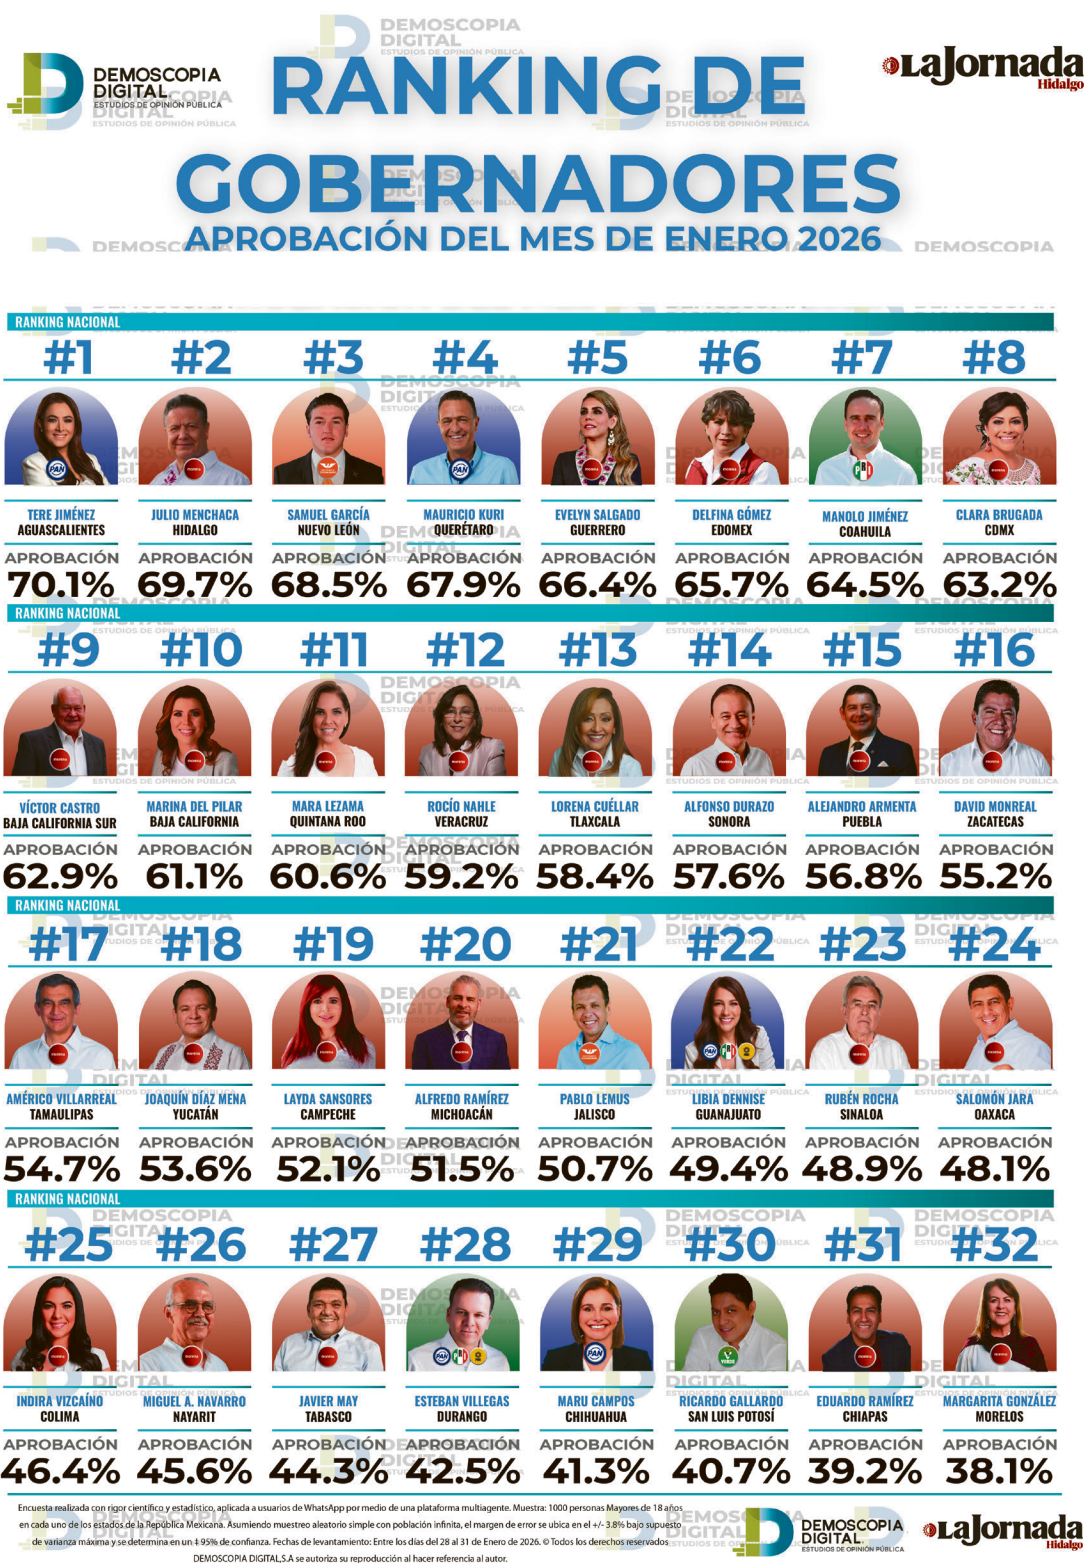 DEMOSCOPIA
DIGITAL
ESTUDIOS DE OPINIÓN PÚBLICA
LaJornada
Hidalgo
RANKING DE
GOBERNADORES
APROBACIÓN DEL MES DE ENERO 2026
RANKING NACIONAL
#1 #2 #3 #4 #5 #6 #7 #8
TERE JIMÉNEZ JULIO MENCHACA SAMUEL GARCÍA MAURICIO KURI EVELYN SALGADO DELFINA GÓMEZ MANOLO JIMÉNEZ CLARA BRUGADA
AGUASCALIENTES HIDALGO NUEVO LEÓN QUERÉTARO GUERRERO EDOMEX COAHUILA CDMX
APROBACIÓN APROBACIÓN APROBACIÓN APROBACIÓN APROBACIÓN APROBACIÓN APROBACIÓN APROBACIÓN
70.1% 69.7% 68.5% 67.9% 66.4% 65.7% 64.5% 63.2%
RANKING NACIONAL
#9 #10 #11 #12 #13 #14 #15 #16
VÍCTOR CASTRO MARINA DEL PILAR MARA LEZAMA ROCÍO NAHLE LORENA CUÉLLAR ALFONSO DURAZO ALEJANDRO ARMENTA DAVID MONREAL
BAJA CALIFORNIA SUR BAJA CALIFORNIA QUINTANA ROO VERACRUZ TLAXCALA SONORA PUEBLA ZACATECAS
APROBACIÓN APROBACIÓN APROBACIÓN APROBACIÓN APROBACIÓN APROBACIÓN APROBACIÓN APROBACIÓN
62.9% 61.1% 60.6% 59.2% 58.4% 57.6% 56.8% 55.2%
RANKING NACIONAL
#17 #18 #19 #20 #21 #22 #23 #24
AMÉRICO VILLARREAL JOAQUÍN DÍAZ MENA LAYDA SANSORES ALFREDO RAMÍREZ PABLO LEMUS LIBIA DENNISE RUBÉN ROCHA SALOMÓN JARA
TAMAULIPAS YUCATÁN CAMPECHE MICHOACÁN JALISCO GUANAJUATO SINALOA OAXACA
APROBACIÓN APROBACIÓN APROBACIÓN APROBACIÓN APROBACIÓN APROBACIÓN APROBACIÓN APROBACIÓN
54.7% 53.6% 52.1% 51.5% 50.7% 49.4% 48.9% 48.1%
RANKING NACIONAL
#25 #26 #27 #28 #29 #30 #31 #32
INDIRA VIZCAÍNO MIGUEL A. NAVARRO JAVIER MAY ESTEBAN VILLEGAS MARU CAMPOS RICARDO GALLARDO EDUARDO RAMÍREZ MARGARITA GONZÁLEZ
COLIMA NAYARIT TABASCO DURANGO CHIHUAHUA SAN LUIS POTOSÍ CHIAPAS MORELOS
APROBACIÓN APROBACIÓN APROBACIÓN APROBACIÓN APROBACIÓN APROBACIÓN APROBACIÓN APROBACIÓN
46.4% 45.6% 44.3% 42.5% 41.3% 40.7% 39.2% 38.1%
Encuesta realizada con rigor científico y estadístico, aplicada a usuarios de WhatsApp por medio de una plataforma multiagente. Muestra: 1000 personas Mayores de 18 años
en cada uno de los estados de la República Mexicana. Asumiendo muestreo aleatorio simple con población infinita, el margen de error se ubica en el +/- 3.8% bajo supuesto
de varianza máxima y se determina en un ± 95% de confianza. Fechas de levantamiento: Entre los días del 28 al 31 de Enero de 2026. © Todos los derechos reservados
DEMOSCOPIA DIGITAL,S.A se autoriza su reproducción al hacer referencia al autor.
DEMOSCOPIA
DIGITAL
ESTUDIOS DE OPINIÓN PÚBLICA
LaJornada
Hidalgo